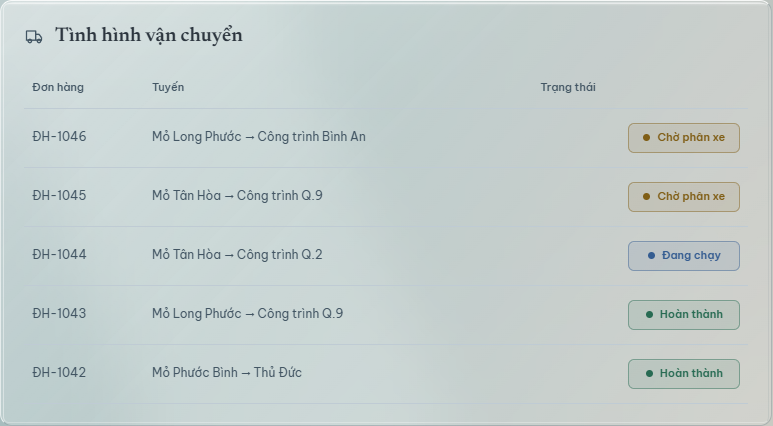 Tình hình vận chuyển
Đơn hàng Tuyến Trạng thái
ĐH-1046 Mỏ Long Phước → Công trình Bình An Chờ phân xe
ĐH-1045 Mỏ Tân Hòa → Công trình Q.9 Chờ phân xe
ĐH-1044 Mỏ Tân Hòa → Công trình Q.2 Đang chạy
ĐH-1043 Mỏ Long Phước → Công trình Q.9 Hoàn thành
ĐH-1042 Mỏ Phước Bình → Thủ Đức Hoàn thành